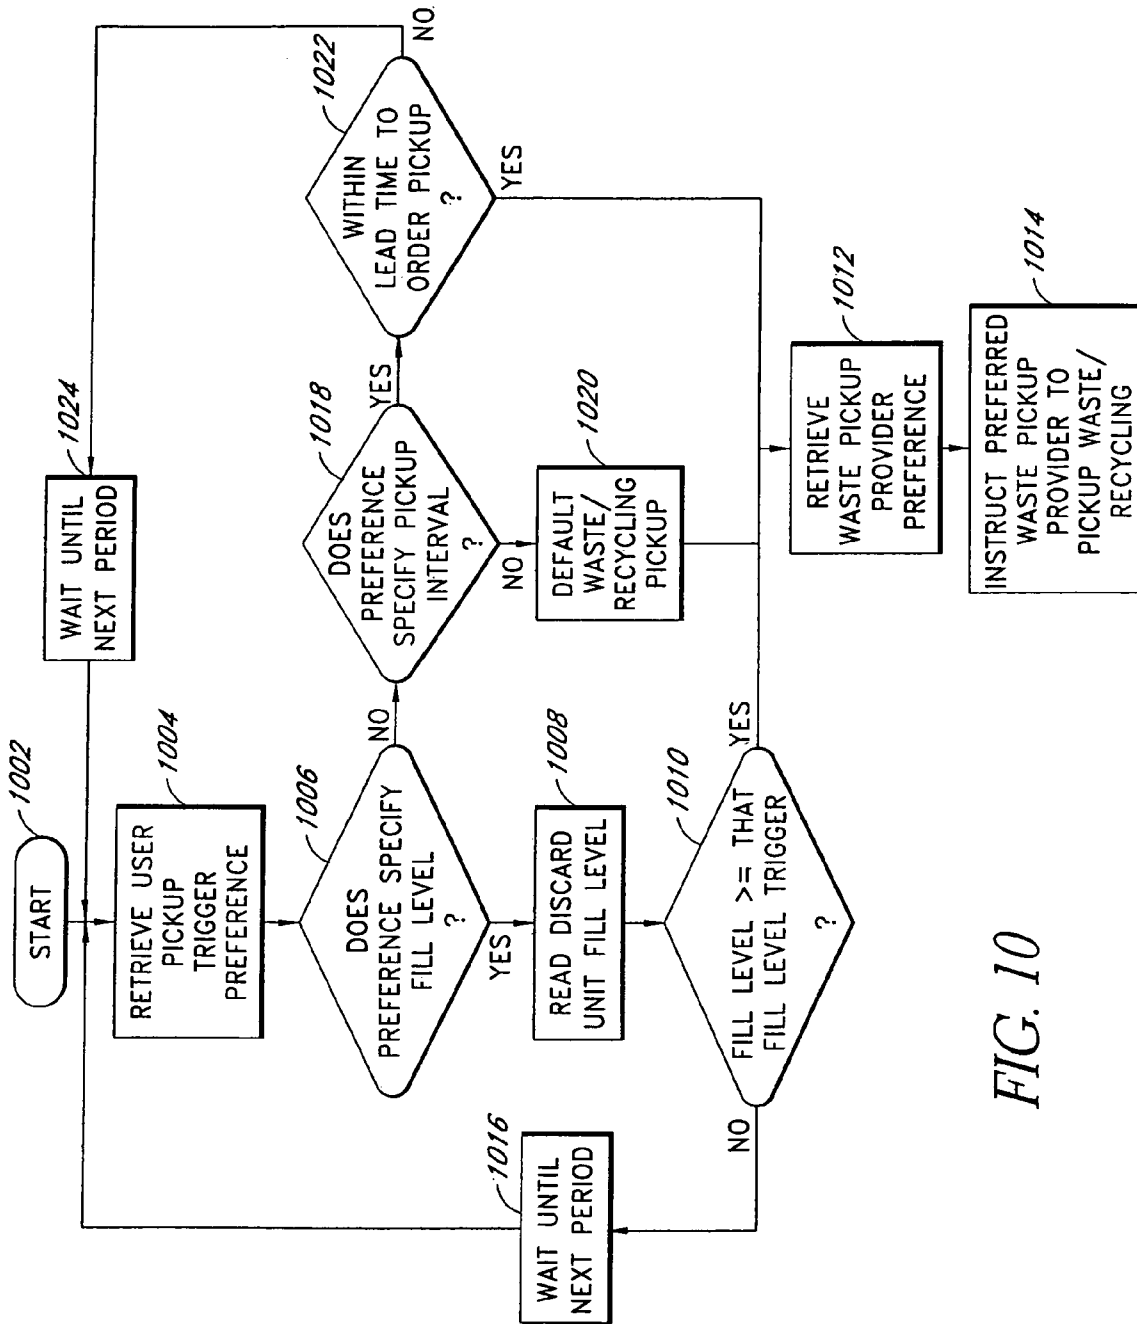 START
1002
RETRIEVE USER
PICKUP
TRIGGER
PREFERENCE
1004
DOES
PREFERENCE SPECIFY
FILL LEVEL
?
1006
NO
YES
READ DISCARD
UNIT FILL LEVEL
1008
FILL LEVEL >= THAT
FILL LEVEL TRIGGER
?
1010
NO
YES
WAIT UNTIL
NEXT PERIOD
1016
DOES
PREFERENCE
SPECIFY PICKUP
INTERVAL
?
1018
YES
NO
DEFAULT
WASTE/
RECYCLING
PICKUP
1020
WITHIN
LEAD TIME TO
ORDER PICKUP
?
1022
NO
YES
WAIT UNTIL
NEXT PERIOD
1024
RETRIEVE
WASTE PICKUP
PROVIDER
PREFERENCE
1012
INSTRUCT PREFERRED
WASTE PICKUP
PROVIDER TO
PICKUP WASTE/
RECYCLING
1014
FIG. 10